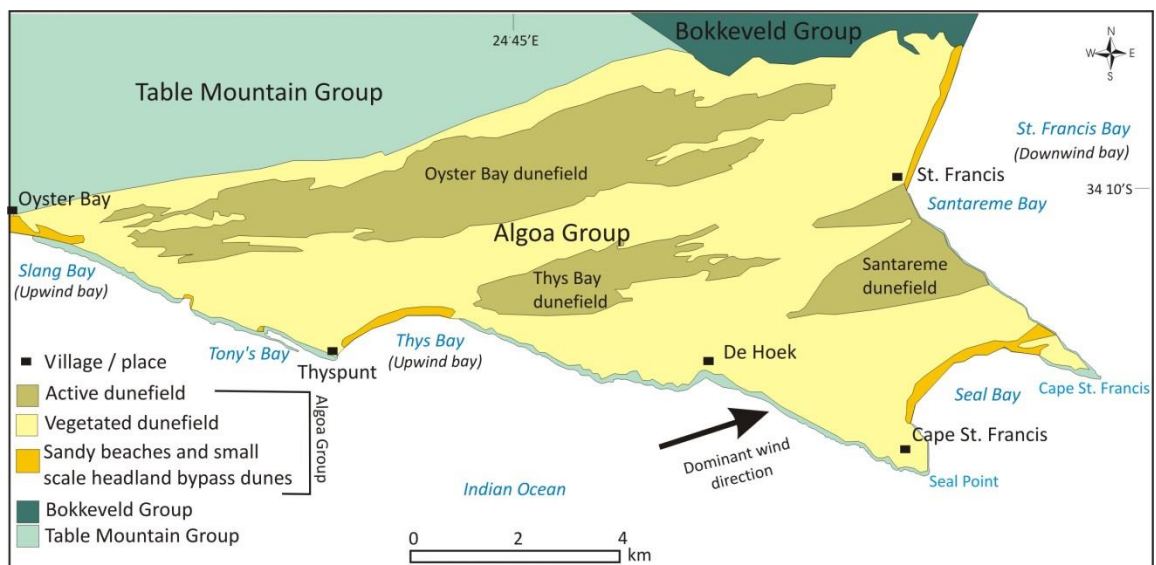 Bokkeveld Group
24°45'E
N
W E
S
Table Mountain Group
St. Francis Bay
(Downwind bay)
Oyster Bay dunefield
St. Francis
34 10'S
Oyster Bay
Santareme Bay
Algoa Group
Slang Bay
(Upwind bay)
Thys Bay
dunefield
Santareme
dunefield
Thys Bay
(Upwind bay)
Tony's Bay
Thyspunt
De Hoek
Seal Bay
Cape St. Francis
Cape St. Francis
Seal Point
Dominant wind
direction
Indian Ocean
Village / place
Active dunefield
Vegetated dunefield
Sandy beaches and small
scale headland bypass dunes
Algoa Group
Bokkeveld Group
Table Mountain Group
0 2 4
km